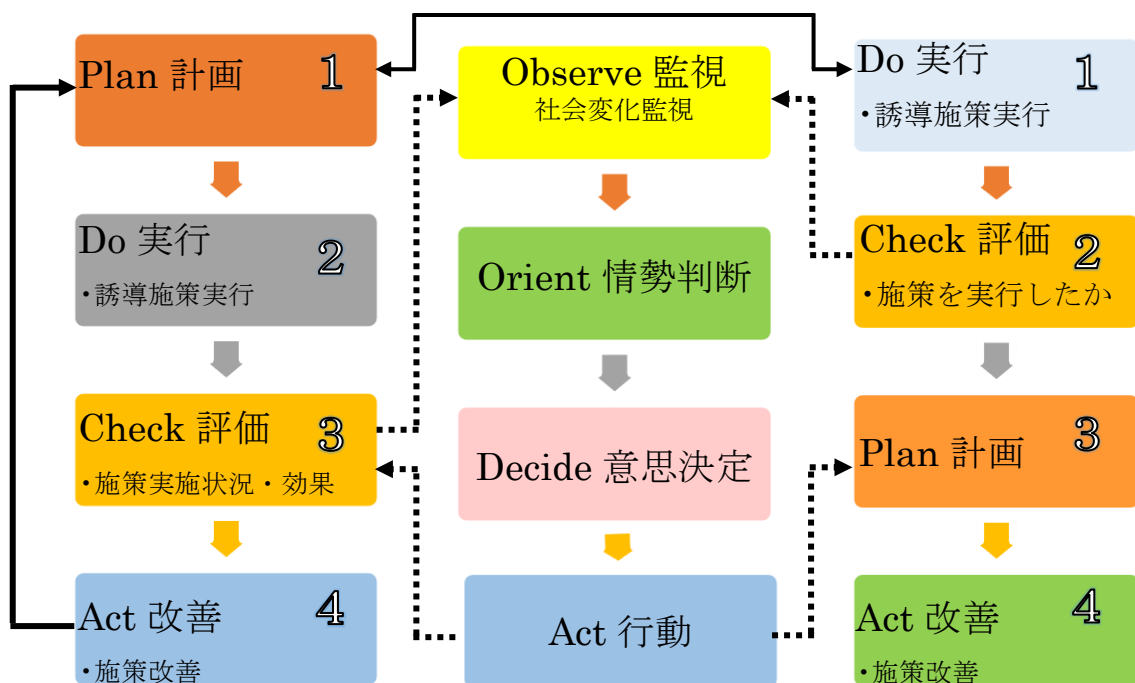 Plan 計画 1
Do 実行 2
・誘導施策実行
Check 評価 3
・施策実施状況・効果
Act 改善 4
・施策改善
Observe 監視
社会変化監視
Orient 情勢判断
Decide 意思決定
Act 行動
Do 実行 1
・誘導施策実行
Check 評価 2
・施策を実行したか
Plan 計画 3
Act 改善 4
・施策改善